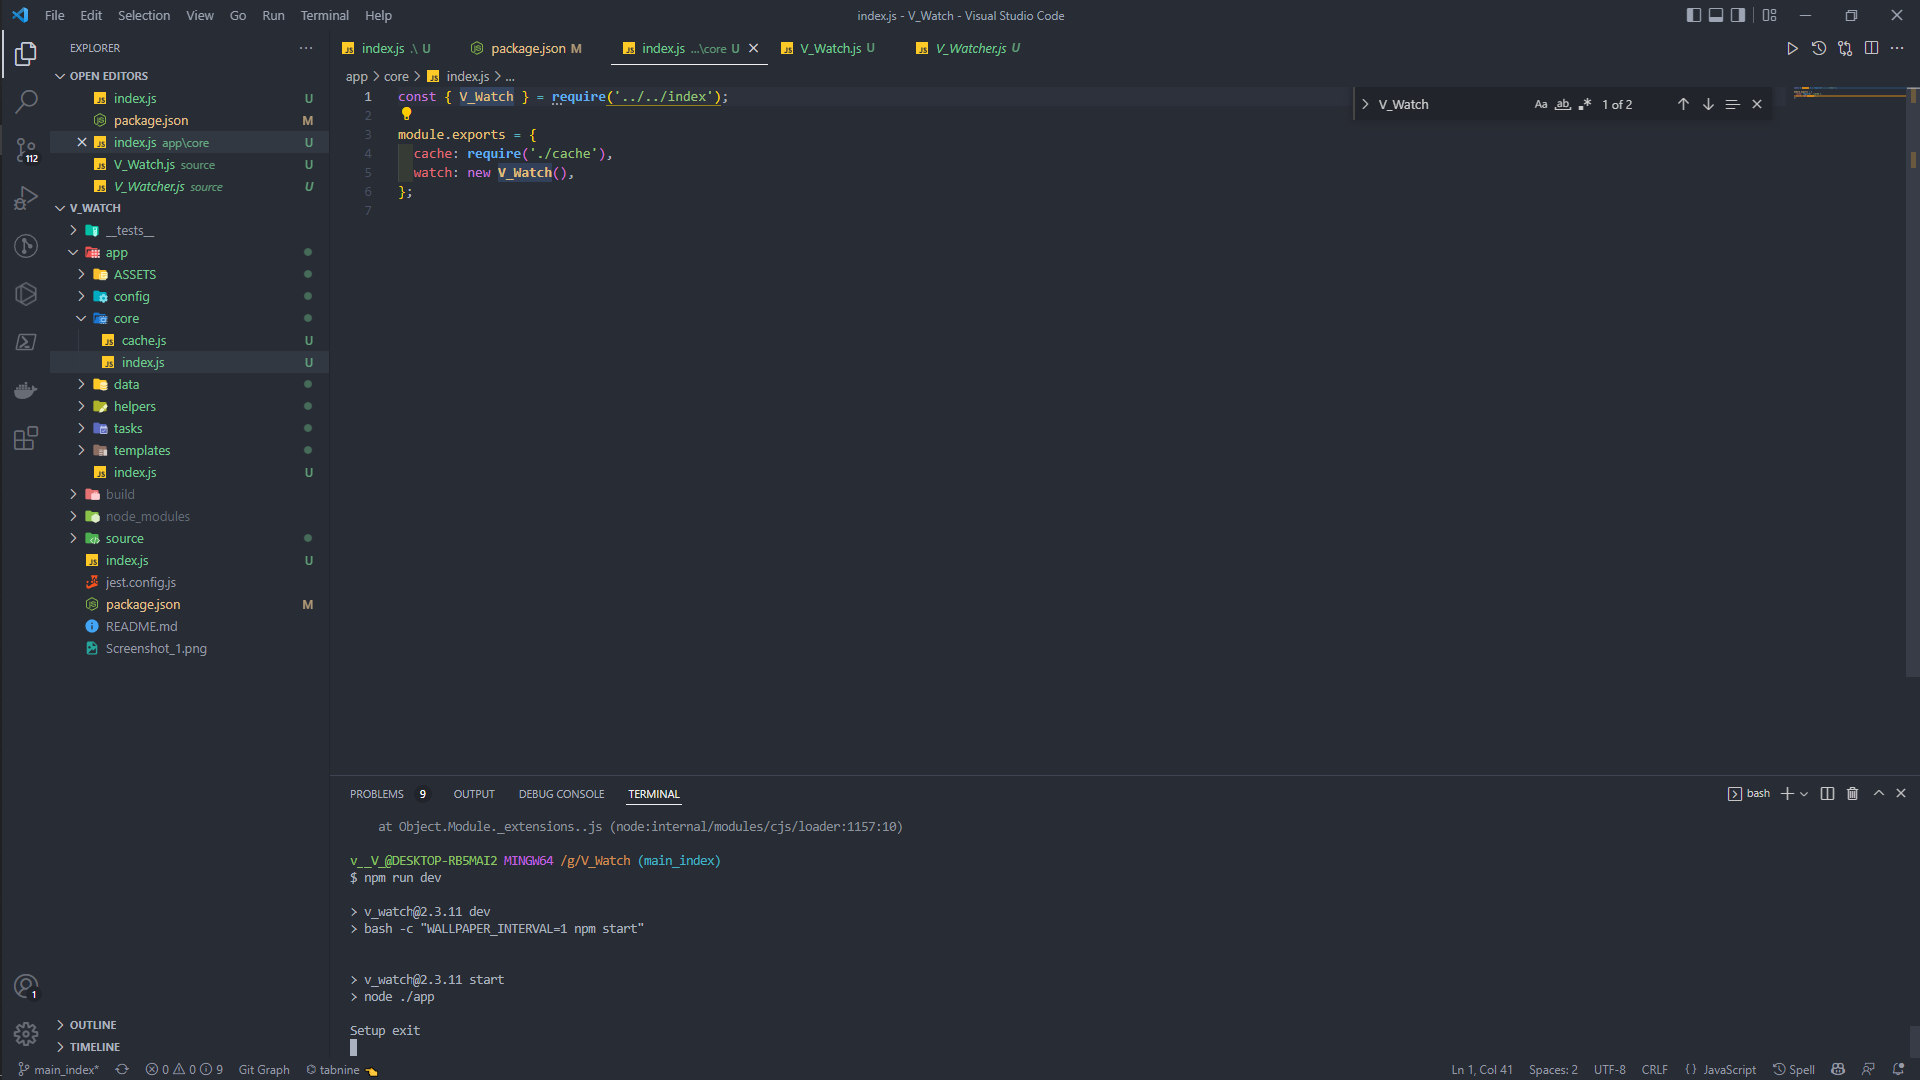 File Edit Selection View Go Run Terminal Help
index.js - V_Watch - Visual Studio Code
EXPLORER
OPEN EDITORS
index.js U
package.json M
index.js app\core U
V_Watch.js source U
V_Watcher.js source U
V_WATCH
__tests__
app
ASSETS
config
core
cache.js U
index.js U
data
helpers
tasks
templates
index.js U
build
node_modules
source
index.js U
jest.config.js
package.json M
README.md
Screenshot_1.png
OUTLINE
TIMELINE
112
1
index.js .\ U
package.json M
index.js ...\core U
V_Watch.js U
V_Watcher.js U
app > core > JS index.js > ...
V_Watch
Aa ab .* 1 of 2
1 const { V_Watch } = require('../../index');
2
3 module.exports = {
4 cache: require('./cache'),
5 watch: new V_Watch(),
6 };
7
PROBLEMS 9 OUTPUT DEBUG CONSOLE TERMINAL
bash
at Object.Module._extensions..js (node:internal/modules/cjs/loader:1157:10)
v__V_@DESKTOP-RB5MAI2 MINGW64 /g/V_Watch (main_index)
$ npm run dev
> v_watch@2.3.11 dev
> bash -c "WALLPAPER_INTERVAL=1 npm start"
> v_watch@2.3.11 start
> node ./app
Setup exit
main_index* 0 0 9 Git Graph tabnine
Ln 1, Col 41 Spaces: 2 UTF-8 CRLF {} JavaScript Spell